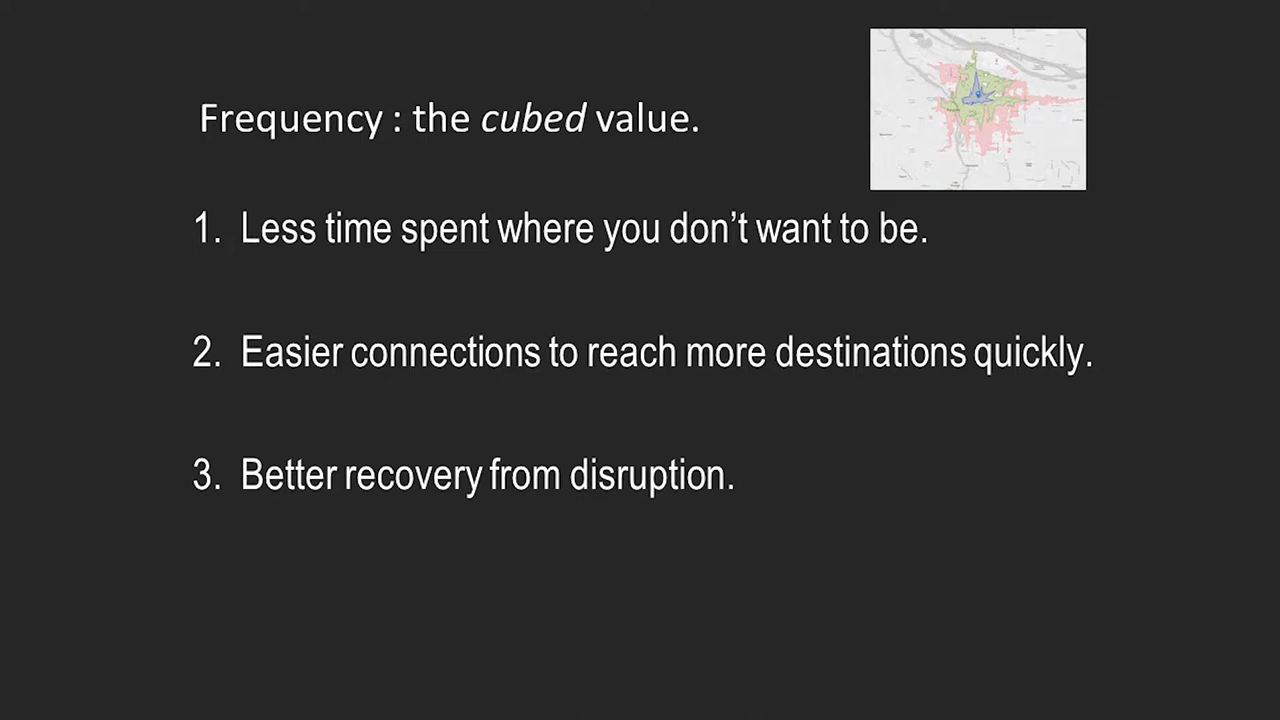 Frequency : the cubed value.
1. Less time spent where you don’t want to be.
2. Easier connections to reach more destinations quickly.
3. Better recovery from disruption.